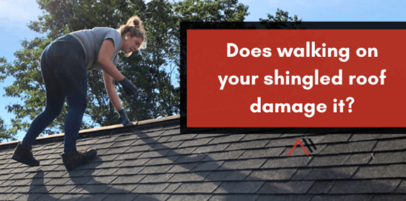 Does walking on
your shingled roof
damage it?